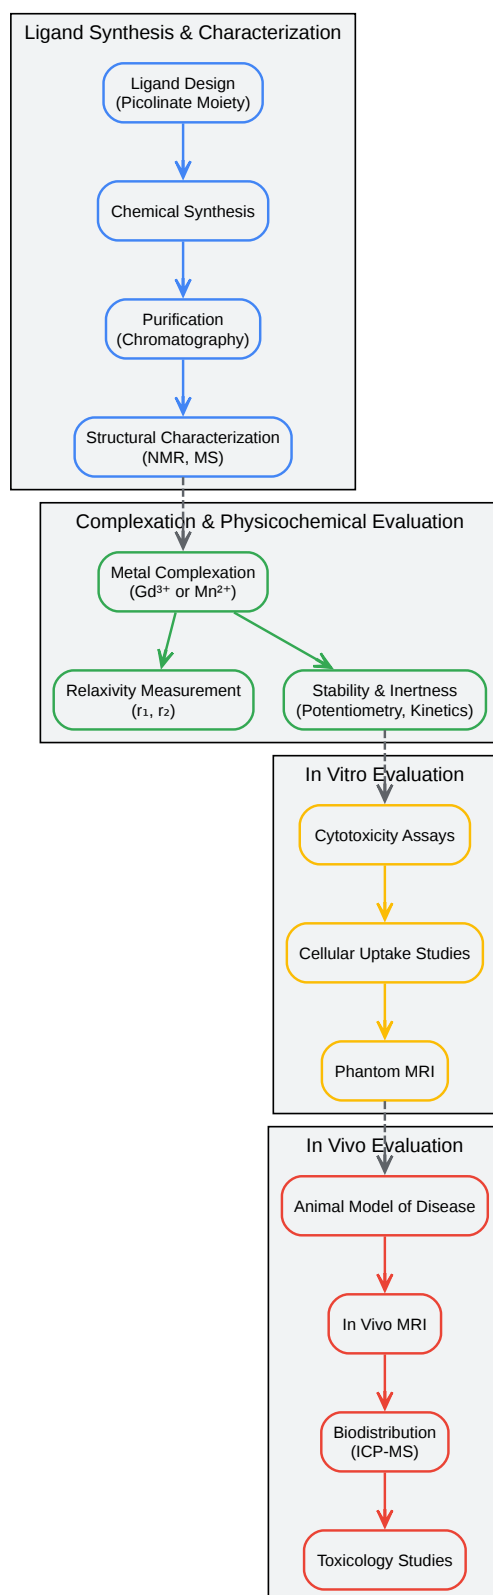 Ligand Synthesis & Characterization
Ligand Design
(Picolinate Moiety)
Chemical Synthesis
Purification
(Chromatography)
Structural Characterization
(NMR, MS)
Complexation & Physicochemical Evaluation
Metal Complexation
(Gd³⁺ or Mn²⁺)
Relaxivity Measurement
(r₁, r₂)
Stability & Inertness
(Potentiometry, Kinetics)
In Vitro Evaluation
Cytotoxicity Assays
Cellular Uptake Studies
Phantom MRI
In Vivo Evaluation
Animal Model of Disease
In Vivo MRI
Biodistribution
(ICP-MS)
Toxicology Studies